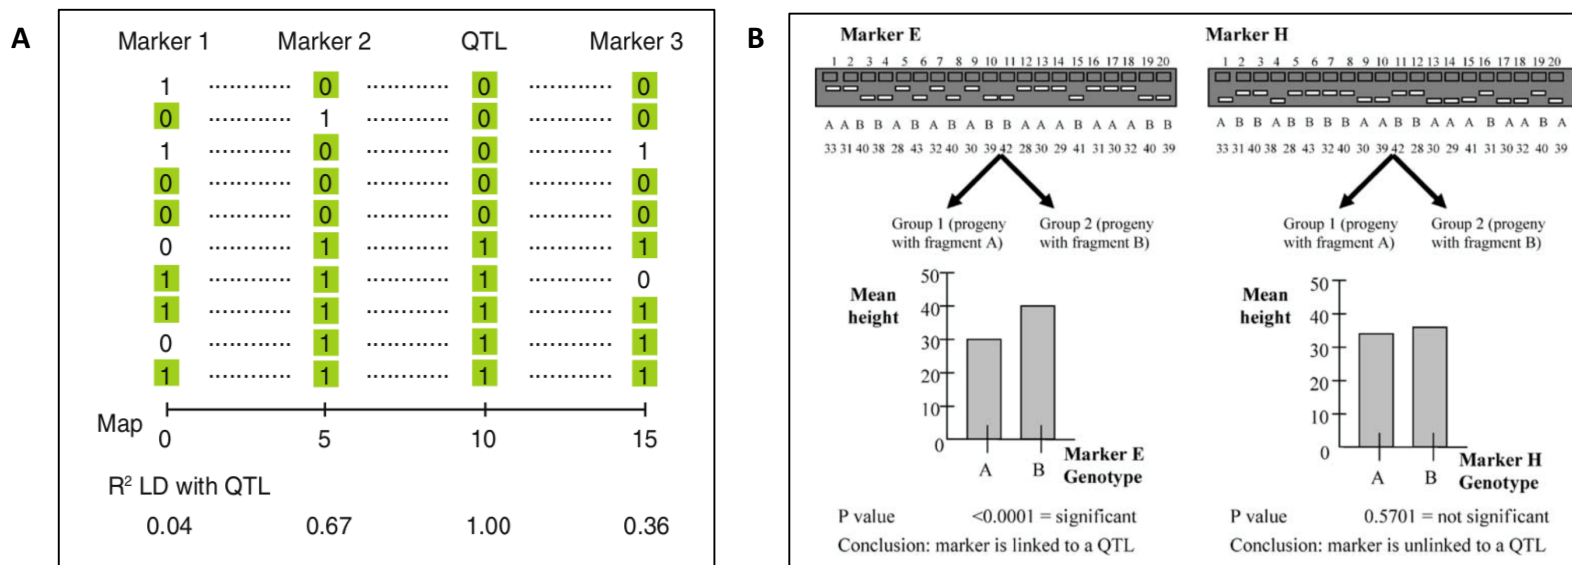 A
Marker 1 Marker 2 QTL Marker 3
1 ............ 0 ............ 0 ............ 0
0 ............ 1 ............ 0 ............ 0
1 ............ 0 ............ 0 ............ 1
0 ............ 0 ............ 0 ............ 0
0 ............ 0 ............ 0 ............ 0
0 ............ 1 ............ 1 ............ 1
1 ............ 1 ............ 1 ............ 0
1 ............ 1 ............ 1 ............ 1
0 ............ 1 ............ 1 ............ 1
1 ............ 1 ............ 1 ............ 1
Map 0 5 10 15
R² LD with QTL
0.04 0.67 1.00 0.36
B
Marker E
1 2 3 4 5 6 7 8 9 10 11 12 13 14 15 16 17 18 19 20
A A B B A B A B A B B A A A B A A A B B
33 31 40 38 28 43 32 40 30 39 42 28 30 29 41 31 30 32 40 39
Group 1 (progeny
with fragment A)
Group 2 (progeny
with fragment B)
50
40
30
20
10
0
Mean
height
A B
Marker E
Genotype
P value <0.0001 = significant
Conclusion: marker is linked to a QTL
Marker H
1 2 3 4 5 6 7 8 9 10 11 12 13 14 15 16 17 18 19 20
A B B A B B B B A A B B A A A B A A B A
33 31 40 38 28 43 32 40 30 39 42 28 30 29 41 31 30 32 40 39
Group 1 (progeny
with fragment A)
Group 2 (progeny
with fragment B)
50
40
30
20
10
0
Mean
height
A B
Marker H
Genotype
P value 0.5701 = not significant
Conclusion: marker is unlinked to a QTL